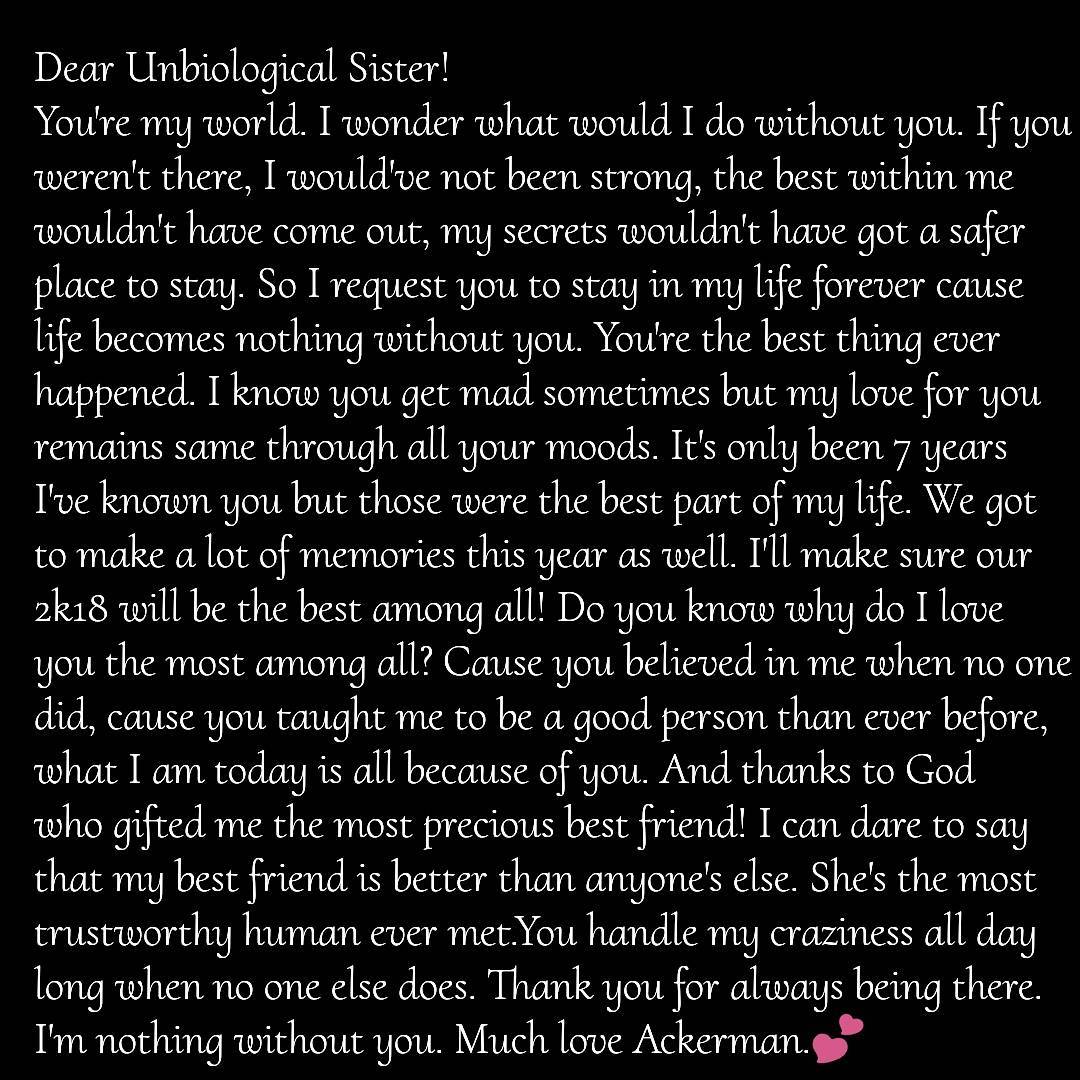 Dear Unbiological Sister!
You're my world. I wonder what would I do without you. If you
weren't there, I would've not been strong, the best within me
wouldn't have come out, my secrets wouldn't have got a safer
place to stay. So I request you to stay in my life forever cause
life becomes nothing without you. You're the best thing ever
happened. I know you get mad sometimes but my love for you
remains same through all your moods. It's only been 7 years
I've known you but those were the best part of my life. We got
to make a lot of memories this year as well. I'll make sure our
2k18 will be the best among all! Do you know why do I love
you the most among all? Cause you believed in me when no one
did, cause you taught me to be a good person than ever before,
what I am today is all because of you. And thanks to God
who gifted me the most precious best friend! I can dare to say
that my best friend is better than anyone's else. She's the most
trustworthy human ever met.You handle my craziness all day
long when no one else does. Thank you for always being there.
I'm nothing without you. Much love Ackerman.💕